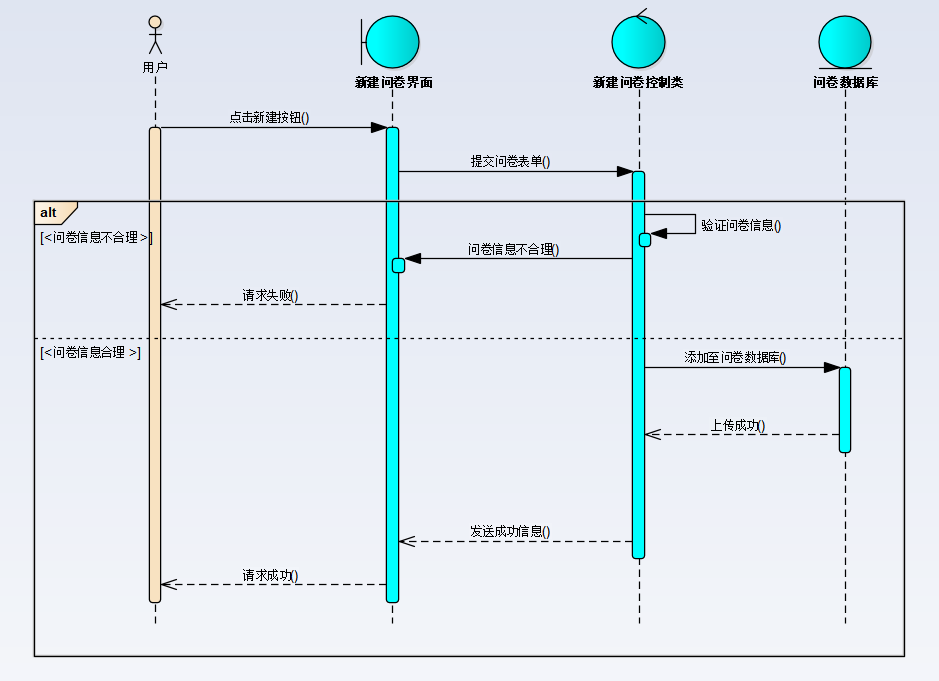 用户
新建问卷界面
新建问卷控制类
问卷数据库
点击新建按钮()
提交问卷表单()
alt
验证问卷信息()
[<问卷信息不合理 >]
问卷信息不合理()
请求失败()
[<问卷信息合理 >]
添加至问卷数据库()
上传成功()
发送成功信息()
请求成功()